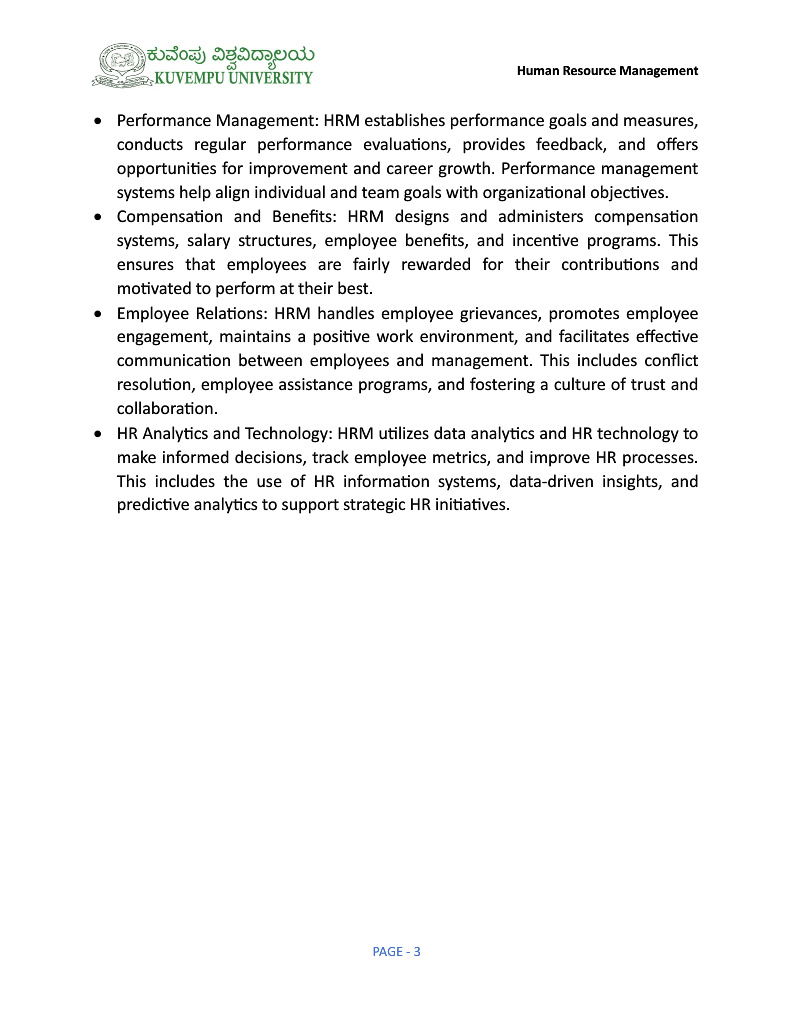 ಕುವೆಂಪು ವಿಶ್ವವಿದ್ಯಾಲಯ
KUVEMPU UNIVERSITY
Human Resource Management
• Performance Management: HRM establishes performance goals and measures,
conducts regular performance evaluations, provides feedback, and offers
opportunities for improvement and career growth. Performance management
systems help align individual and team goals with organizational objectives.
• Compensation and Benefits: HRM designs and administers compensation
systems, salary structures, employee benefits, and incentive programs. This
ensures that employees are fairly rewarded for their contributions and
motivated to perform at their best.
• Employee Relations: HRM handles employee grievances, promotes employee
engagement, maintains a positive work environment, and facilitates effective
communication between employees and management. This includes conflict
resolution, employee assistance programs, and fostering a culture of trust and
collaboration.
• HR Analytics and Technology: HRM utilizes data analytics and HR technology to
make informed decisions, track employee metrics, and improve HR processes.
This includes the use of HR information systems, data-driven insights, and
predictive analytics to support strategic HR initiatives.
PAGE - 3